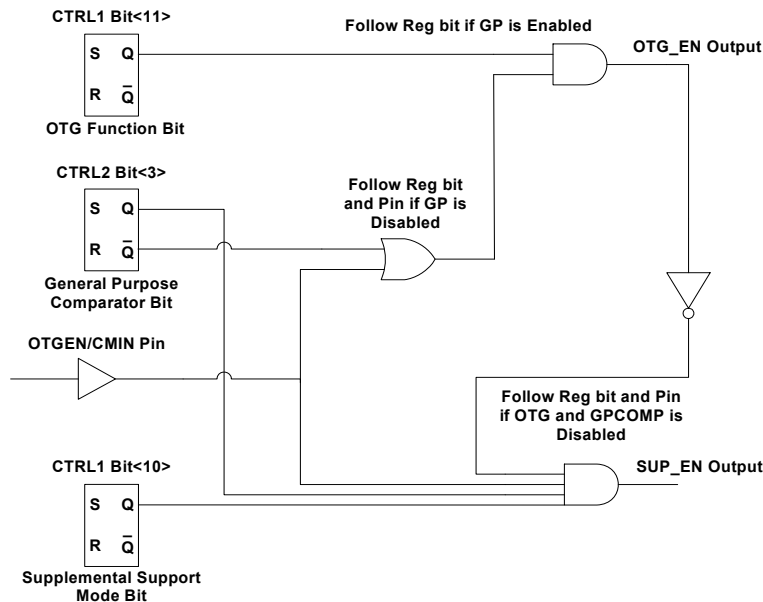 CTRL1 Bit<11>
S Q
R Q̅
OTG Function Bit
Follow Reg bit if GP is Enabled
OTG_EN Output
CTRL2 Bit<3>
S Q
R Q̅
General Purpose
Comparator Bit
Follow Reg bit
and Pin if GP is
Disabled
OTGEN/CMIN Pin
Follow Reg bit and Pin
if OTG and GPCOMP is
Disabled
CTRL1 Bit<10>
S Q
R Q̅
Supplemental Support
Mode Bit
SUP_EN Output